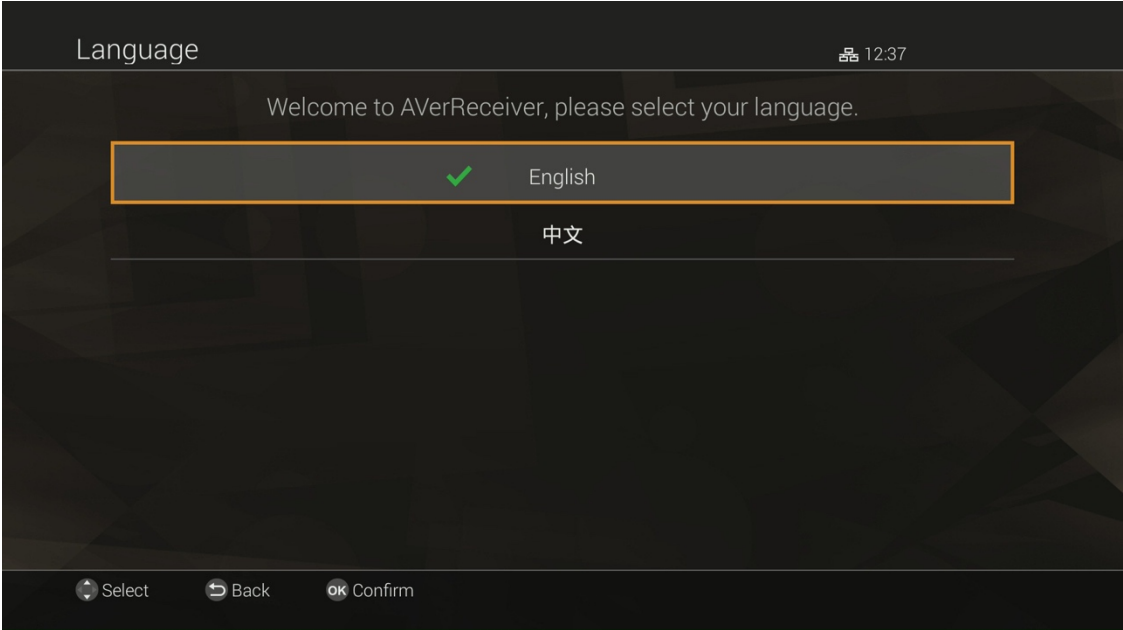 Language
12:37
Welcome to AVerReceiver, please select your language.
English
中文
Select Back OK Confirm